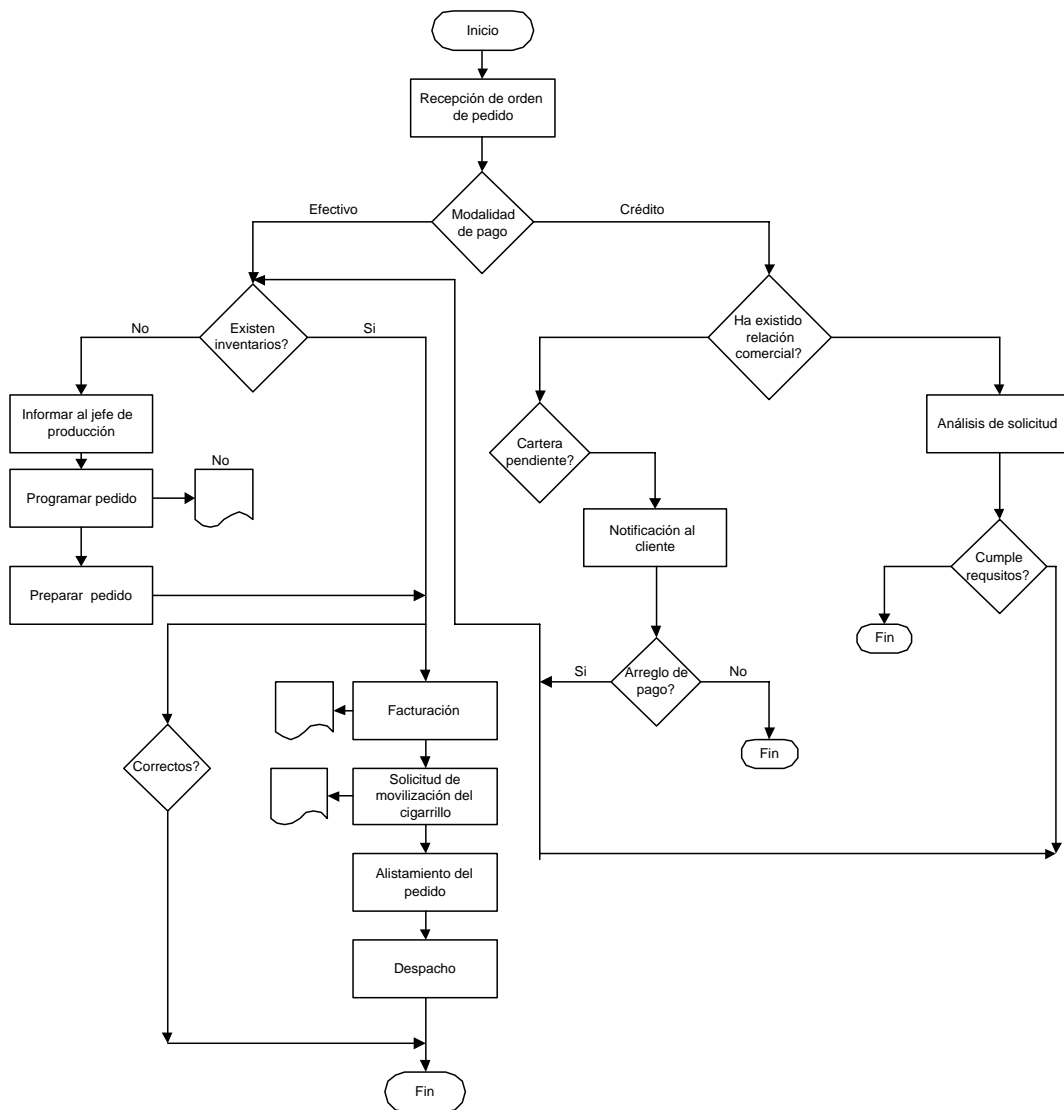 Inicio
Recepción de orden
de pedido
Modalidad
de pago
Efectivo
Crédito
Existen
inventarios?
No
Si
Ha existido
relación
comercial?
Informar al jefe de
producción
Cartera
pendiente?
Análisis de solicitud
No
Programar pedido
Notificación al
cliente
Preparar pedido
Cumple
requsitos?
Fin
Si
Arreglo de
pago?
No
Facturación
Fin
Correctos?
Solicitud de
movilización del
cigarrillo
Alistamiento del
pedido
Despacho
Fin